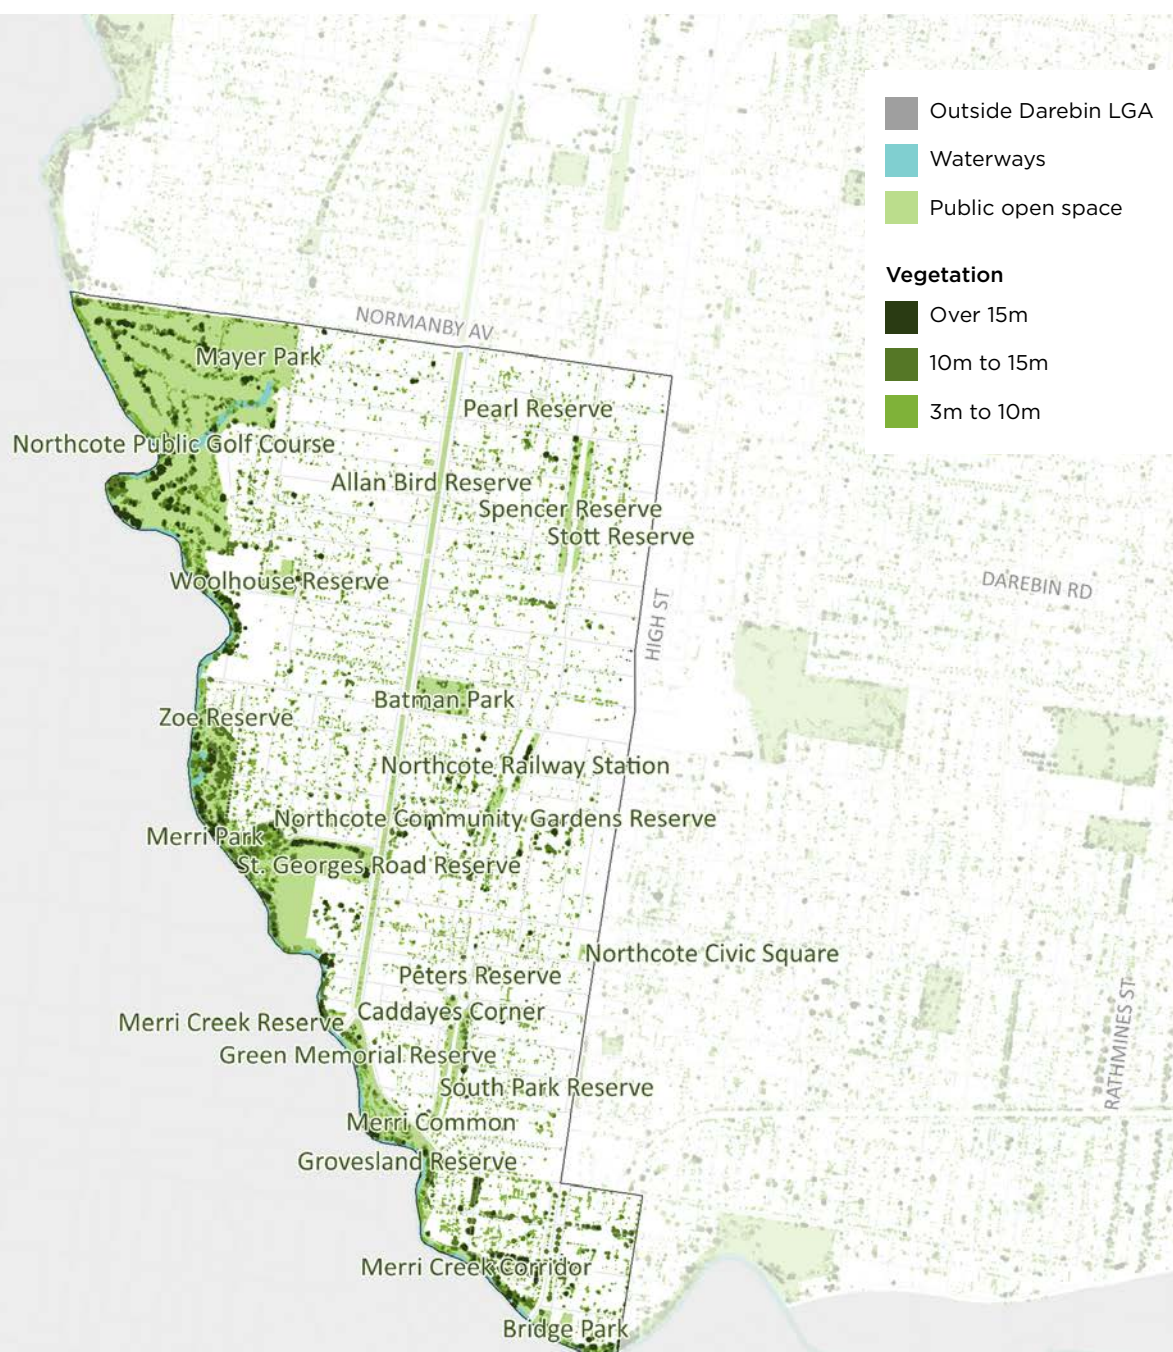 Outside Darebin LGA
Waterways
Public open space
Vegetation
Over 15m
10m to 15m
3m to 10m
NORMANBY AV
Mayer Park
Pearl Reserve
Northcote Public Golf Course
Allan Bird Reserve
Spencer Reserve
Stott Reserve
Woolhouse Reserve
DAREBIN RD
HIGH ST
Batman Park
Zoe Reserve
Northcote Railway Station
Northcote Community Gardens Reserve
Merri Park
St. Georges Road Reserve
Northcote Civic Square
Peters Reserve
Caddayes Corner
Merri Creek Reserve
RATHMINES ST
Green Memorial Reserve
South Park Reserve
Merri Common
Grovesland Reserve
Merri Creek Corridor
Bridge Park